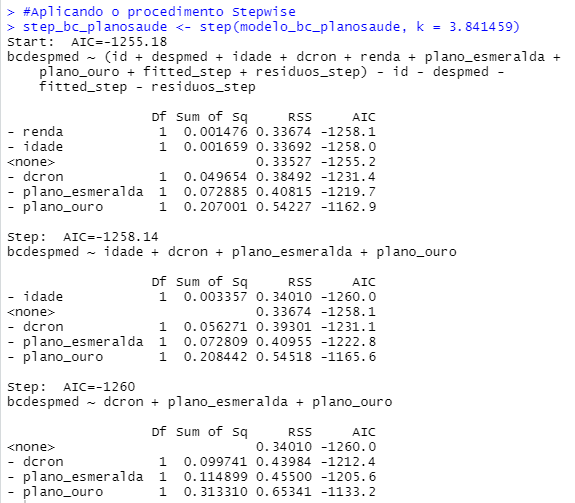 > #Aplicando o procedimento Stepwise
> step_bc_planosaude <- step(modelo_bc_planosaude, k = 3.841459)
Start:  AIC=-1255.18
bcdespmed ~ (id + despmed + idade + dcron + renda + plano_esmeralda +
    plano_ouro + fitted_step + residuos_step) - id - despmed -
    fitted_step - residuos_step

                  Df Sum of Sq     RSS     AIC
- renda            1  0.001476 0.33674 -1258.1
- idade            1  0.001659 0.33692 -1258.0
<none>                         0.33527 -1255.2
- dcron            1  0.049654 0.38492 -1231.4
- plano_esmeralda  1  0.072885 0.40815 -1219.7
- plano_ouro       1  0.207001 0.54227 -1162.9

Step:  AIC=-1258.14
bcdespmed ~ idade + dcron + plano_esmeralda + plano_ouro

                  Df Sum of Sq     RSS     AIC
- idade            1  0.003357 0.34010 -1260.0
<none>                         0.33674 -1258.1
- dcron            1  0.056271 0.39301 -1231.1
- plano_esmeralda  1  0.072809 0.40955 -1222.8
- plano_ouro       1  0.208442 0.54518 -1165.6

Step:  AIC=-1260
bcdespmed ~ dcron + plano_esmeralda + plano_ouro

                  Df Sum of Sq     RSS     AIC
<none>                         0.34010 -1260.0
- dcron            1  0.099741 0.43984 -1212.4
- plano_esmeralda  1  0.114899 0.45500 -1205.6
- plano_ouro       1  0.313310 0.65341 -1133.2